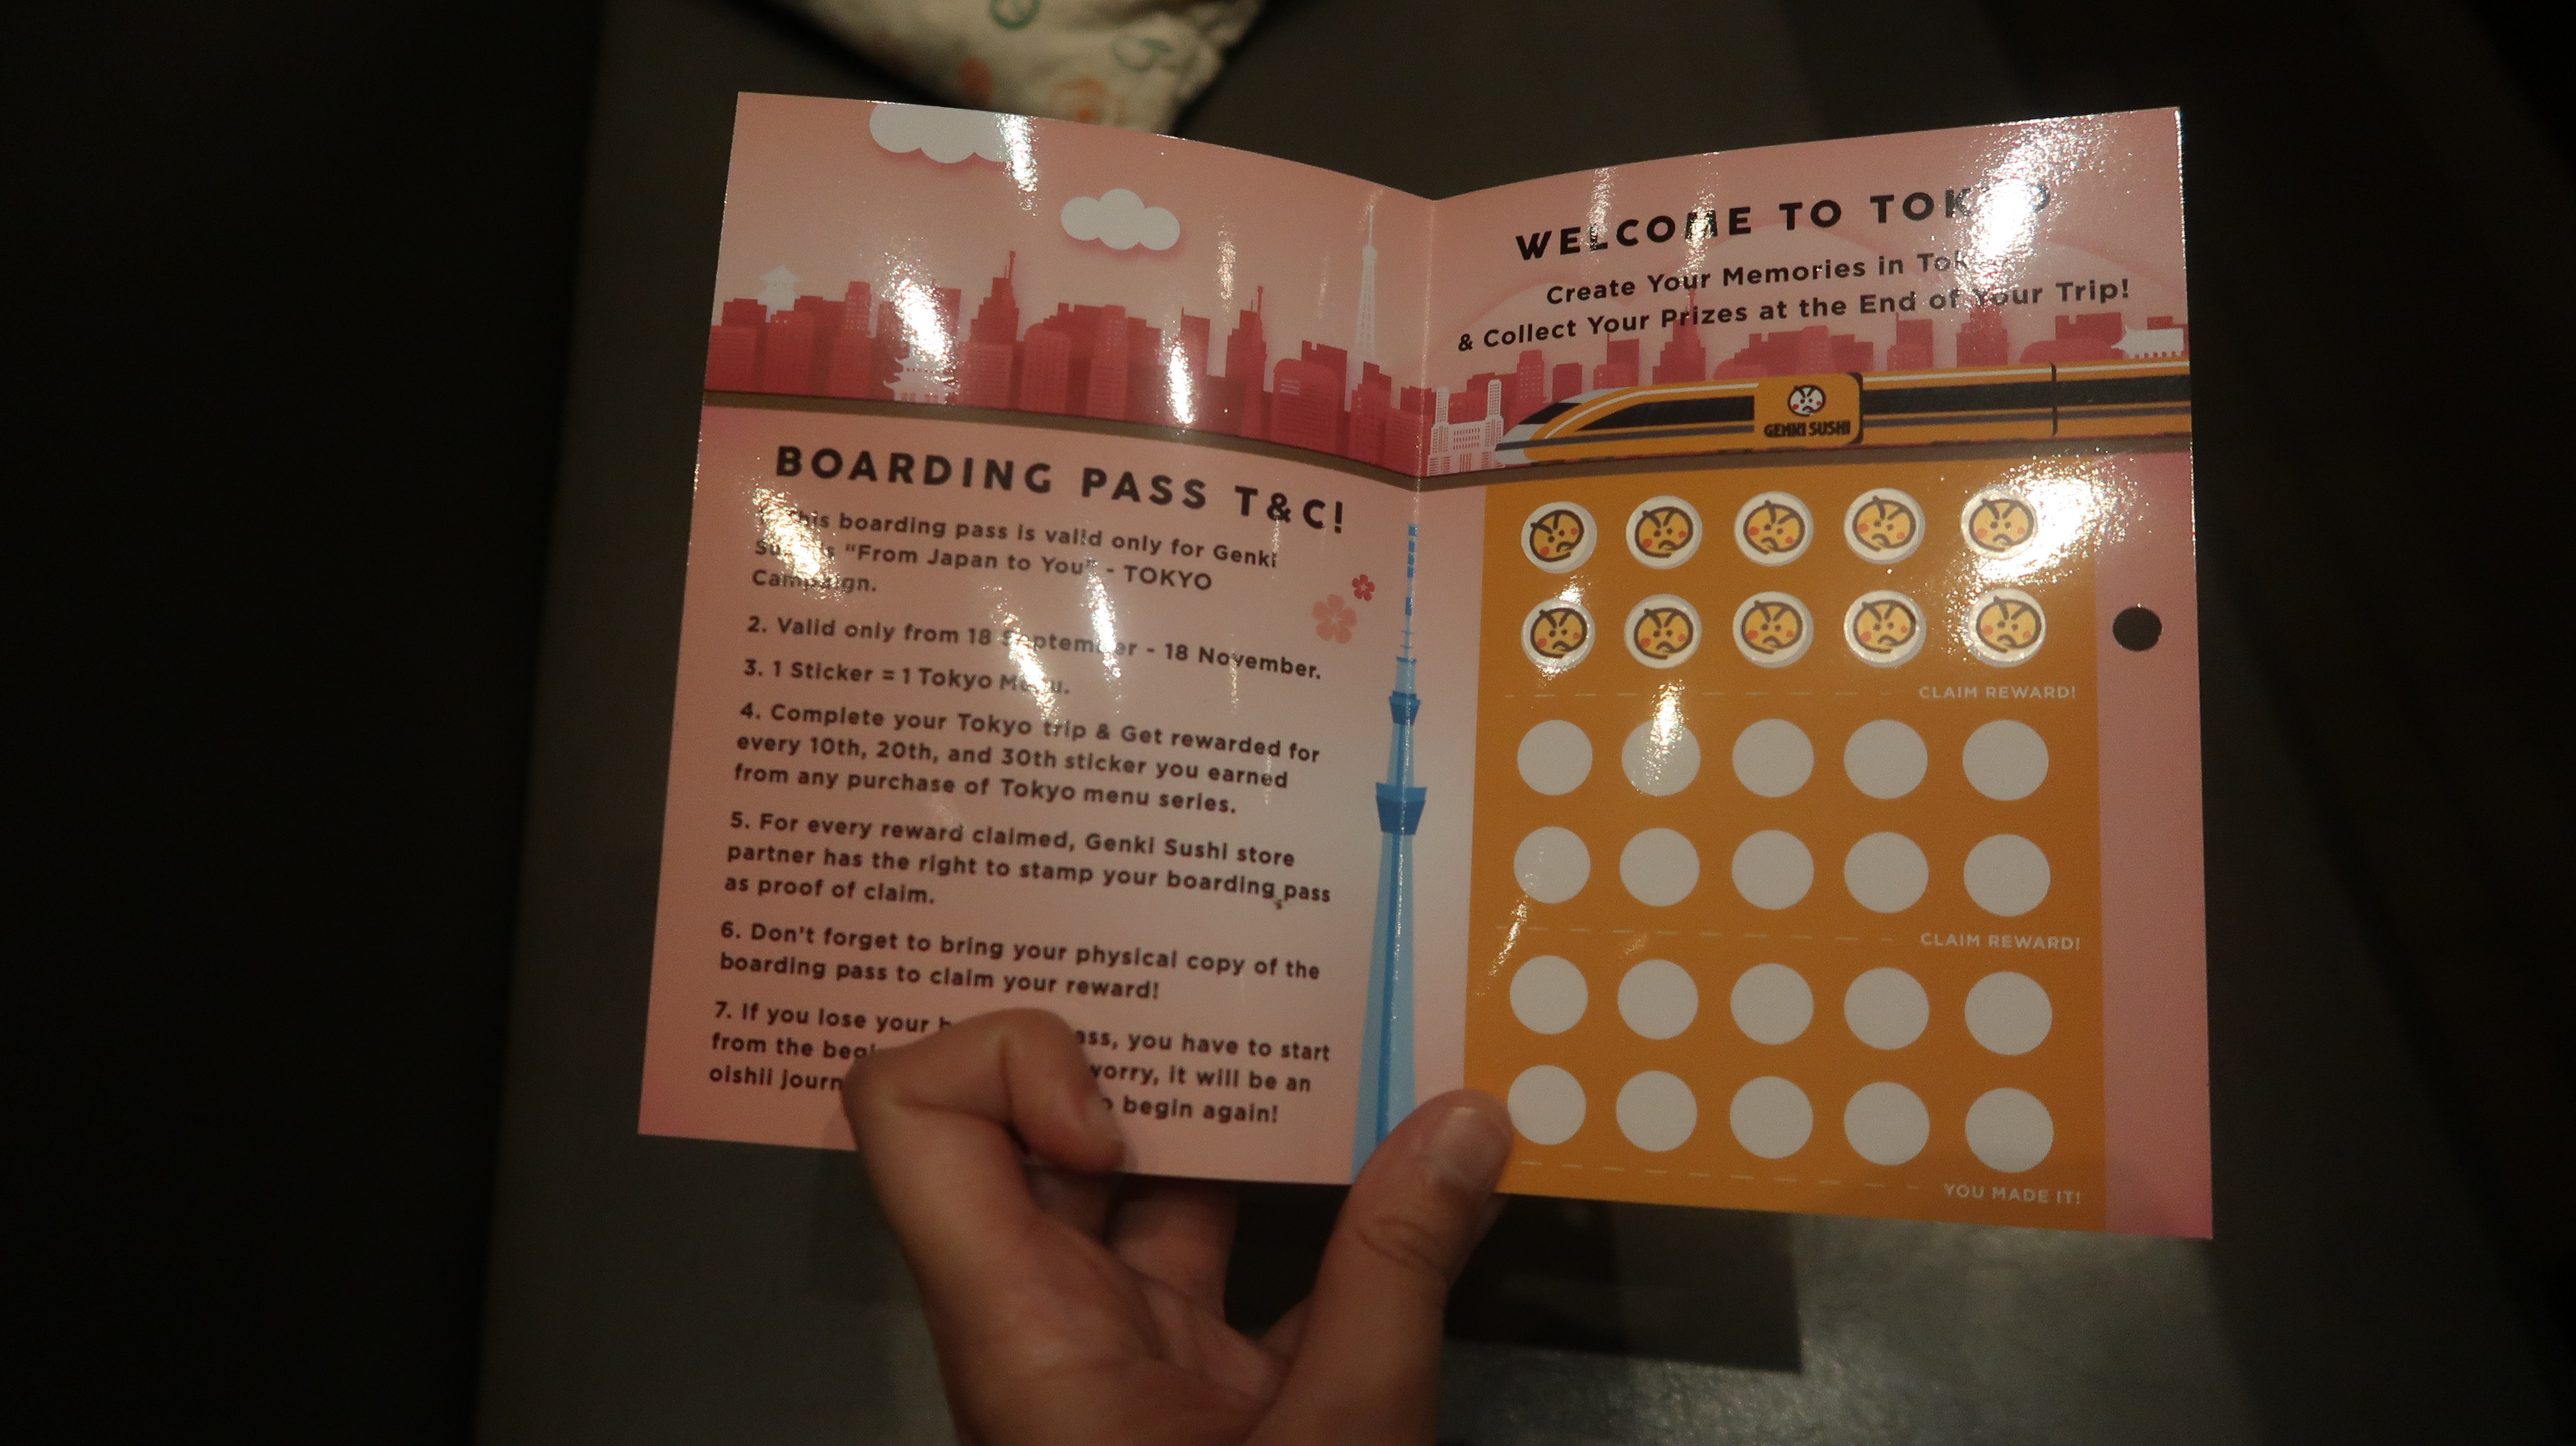 BOARDING PASS T&C!
This boarding pass is valid only for Genki
"From Japan to You" - TOKYO
Campaign.
2. Valid only from 18 September - 18 November.
3. 1 Sticker = 1 Tokyo Menu.
4. Complete your Tokyo trip & Get rewarded for
every 10th, 20th, and 30th sticker you earned
from any purchase of Tokyo menu series.
5. For every reward claimed, Genki Sushi store
partner has the right to stamp your boarding pass
as proof of claim.
6. Don't forget to bring your physical copy of the
boarding pass to claim your reward!
7. If you lose your you have to start
from the worry, it will be an
oishii begin again!
WELCOME TO TOKYO
Create Your Memories in
& Collect Your Prizes at the End of Your Trip!
GENKI SUSHI
CLAIM REWARD!
CLAIM REWARD!
YOU MADE IT!